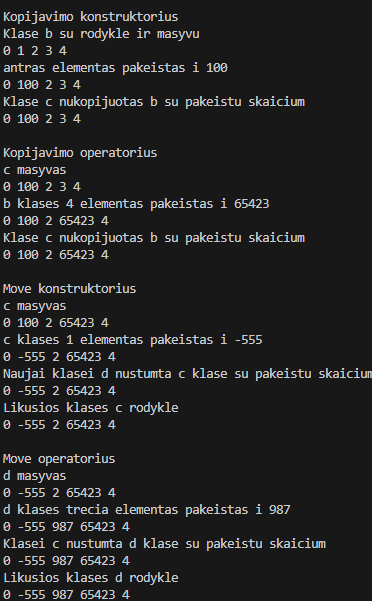 Kopijavimo konstruktorius
Klase b su rodykle ir masyvu
0 1 2 3 4
antras elementas pakeistas i 100
0 100 2 3 4
Klase c nukopijuotas b su pakeistu skaicium
0 100 2 3 4
Kopijavimo operatorius
c masyvas
0 100 2 3 4
b klases 4 elementas pakeistas i 65423
0 100 2 65423 4
Klase c nukopijuotas b su pakeistu skaicium
0 100 2 65423 4
Move konstruktorius
c masyvas
0 100 2 65423 4
c klases 1 elementas pakeistas i -555
0 -555 2 65423 4
Naujai klasei d nustumta c klase su pakeistu skaicium
0 -555 2 65423 4
Likusios klases c rodykle
0 -555 2 65423 4
Move operatorius
d masyvas
0 -555 2 65423 4
d klases trecia elementas pakeistas i 987
0 -555 987 65423 4
Klasei c nustumta d klase su pakeistu skaicium
0 -555 987 65423 4
Likusios klases d rodykle
0 -555 987 65423 4